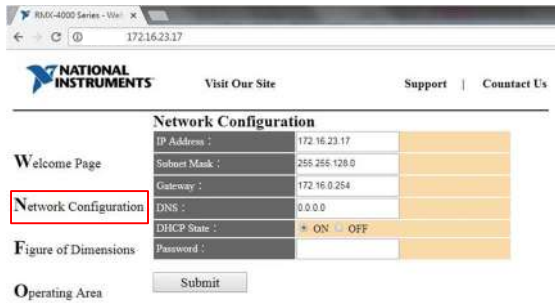 RMX-4000 Series - Wel
172.16.23.17
NATIONAL INSTRUMENTS
Visit Our Site
Support | Countact Us
Network Configuration
IP Address : 172.16.23.17
Welcome Page
Subnet Mask : 255.255.128.0
Gateway : 172.16.0.254
Network Configuration
DNS : 0.0.0.0
DHCP State : ON OFF
Figure of Dimensions
Password :
Submit
Operating Area